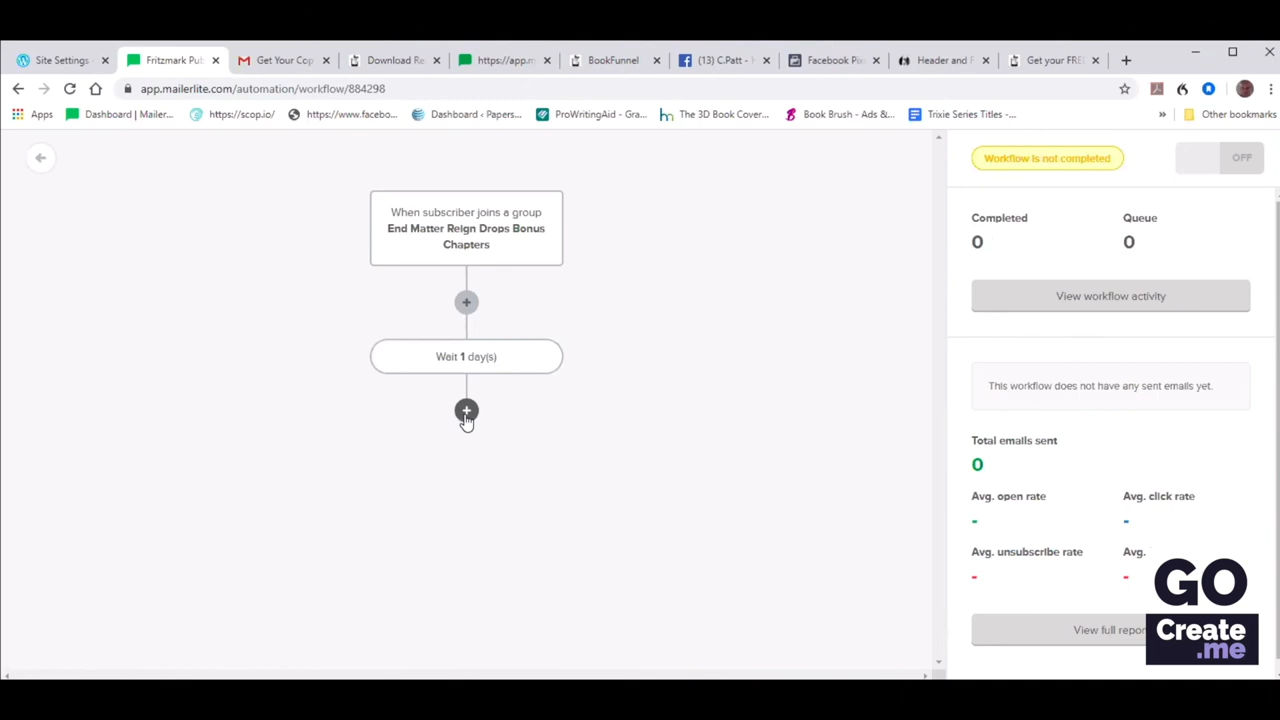 Site Settings
Fritzmark Pub
Get Your Cop
Download Re
https://app.m
BookFunnel
(13) C.Patt -
Facebook Pix
Header and F
Get your FRE
app.mailerlite.com/automation/workflow/884298
Apps
Dashboard | Mailer...
https://scop.io/
https://www.facebo...
Dashboard ‹ Papers...
ProWritingAid - Gra...
The 3D Book Cover...
Book Brush - Ads &...
Trixie Series Titles -...
»
Other bookmarks
Workflow is not completed
OFF
When subscriber joins a group
End Matter Reign Drops Bonus
Chapters
Wait 1 day(s)
Completed
Queue
0
0
View workflow activity
This workflow does not have any sent emails yet.
Total emails sent
0
Avg. open rate
Avg. click rate
-
-
Avg. unsubscribe rate
Avg.
-
-
View full repor
GO
Create
.me